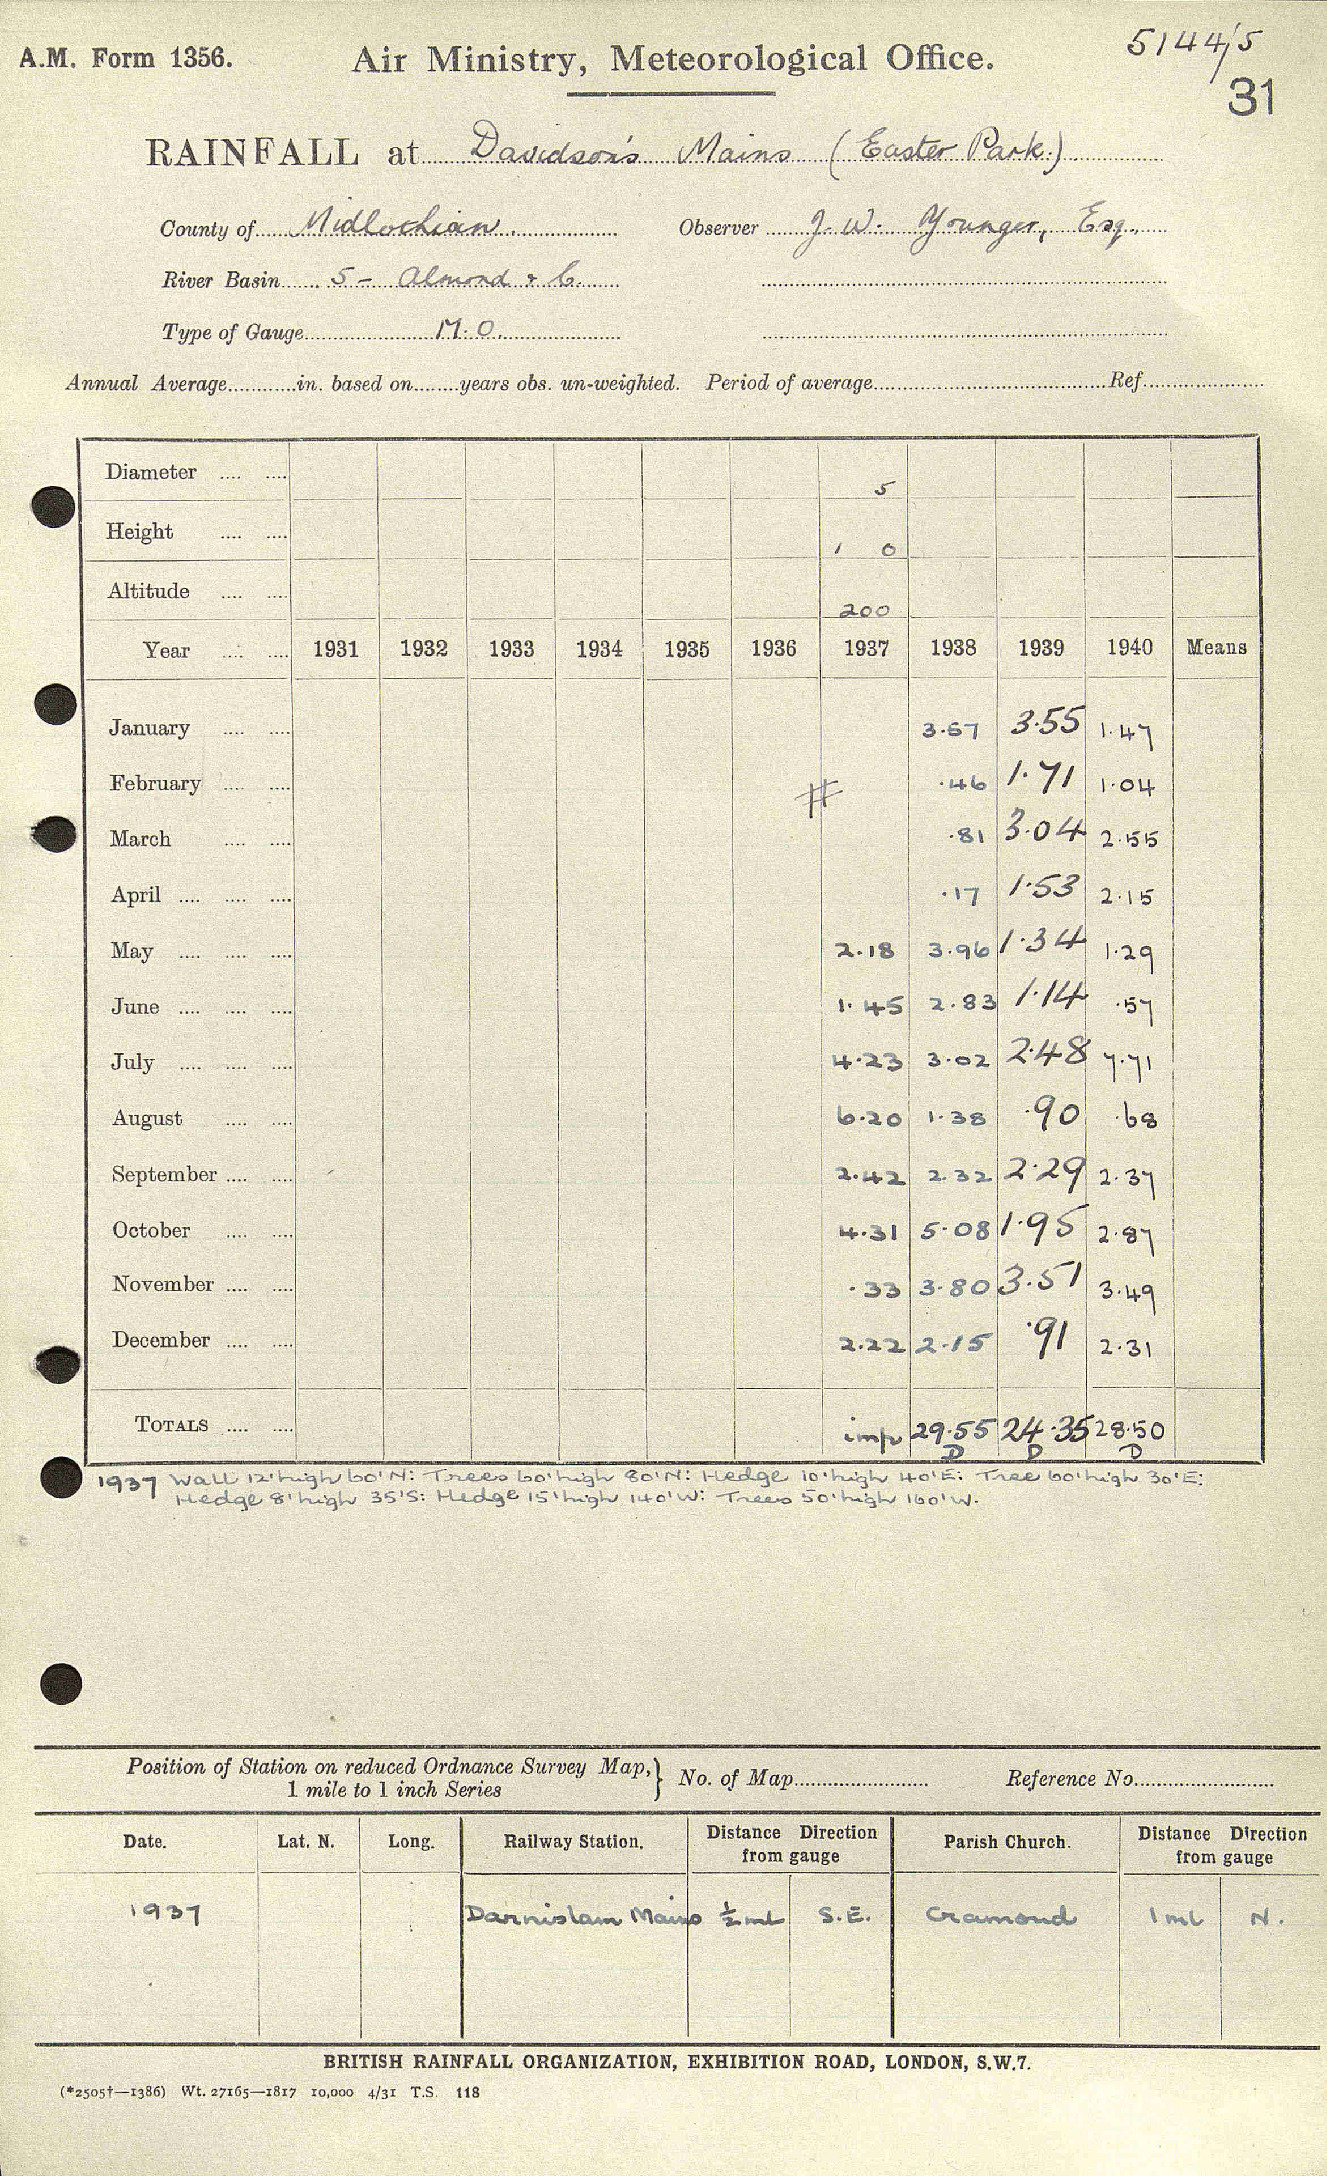 5144/5
A.M. Form 1356. Air Ministry, Meteorological Office.
31
RAINFALL at Davidson's Mains (Easter Park.)
County of Midlothian. Observer J. W. Younger, Esq.,
River Basin 5 - Almond & C.
Type of Gauge M.O.
Annual Average in. based on years obs. un-weighted. Period of average Ref
Diameter 5
Height 1 0
Altitude 200
Year 1931 1932 1933 1934 1935 1936 1937 1938 1939 1940 Means
January 3.57 3.55 1.47
February # .46 1.71 1.04
March .81 3.04 2.55
April .17 1.53 2.15
May 2.18 3.96 1.34 1.29
June 1.45 2.83 1.14 .57
July 4.23 3.02 2.48 7.71
August 6.20 1.38 .90 .68
September 2.42 2.32 2.29 2.37
October 4.31 5.08 1.95 2.87
November .33 3.80 3.51 3.49
December 2.22 2.15 .91 2.31
TOTALS imp 29.55 24.35 28.50
D D D
1937 Wall 12' high 60' N: Trees 60' high 80' N: Hedge 10' high 40' E: Tree 60' high 30' E:
Hedge 8' high 35' S: Hedge 15' high 140' W: Trees 50' high 160' W.
Position of Station on reduced Ordnance Survey Map, } No. of Map Reference No
1 mile to 1 inch Series
Date. Lat. N. Long. Railway Station. Distance Direction from gauge Parish Church. Distance Direction from gauge
1937 Mains ½ ml S.E. Cramond 1 ml N.
BRITISH RAINFALL ORGANIZATION, EXHIBITION ROAD, LONDON, S.W.7.
(*2505†—1386) Wt. 27165—1817 10,000 4/31 T.S. 118